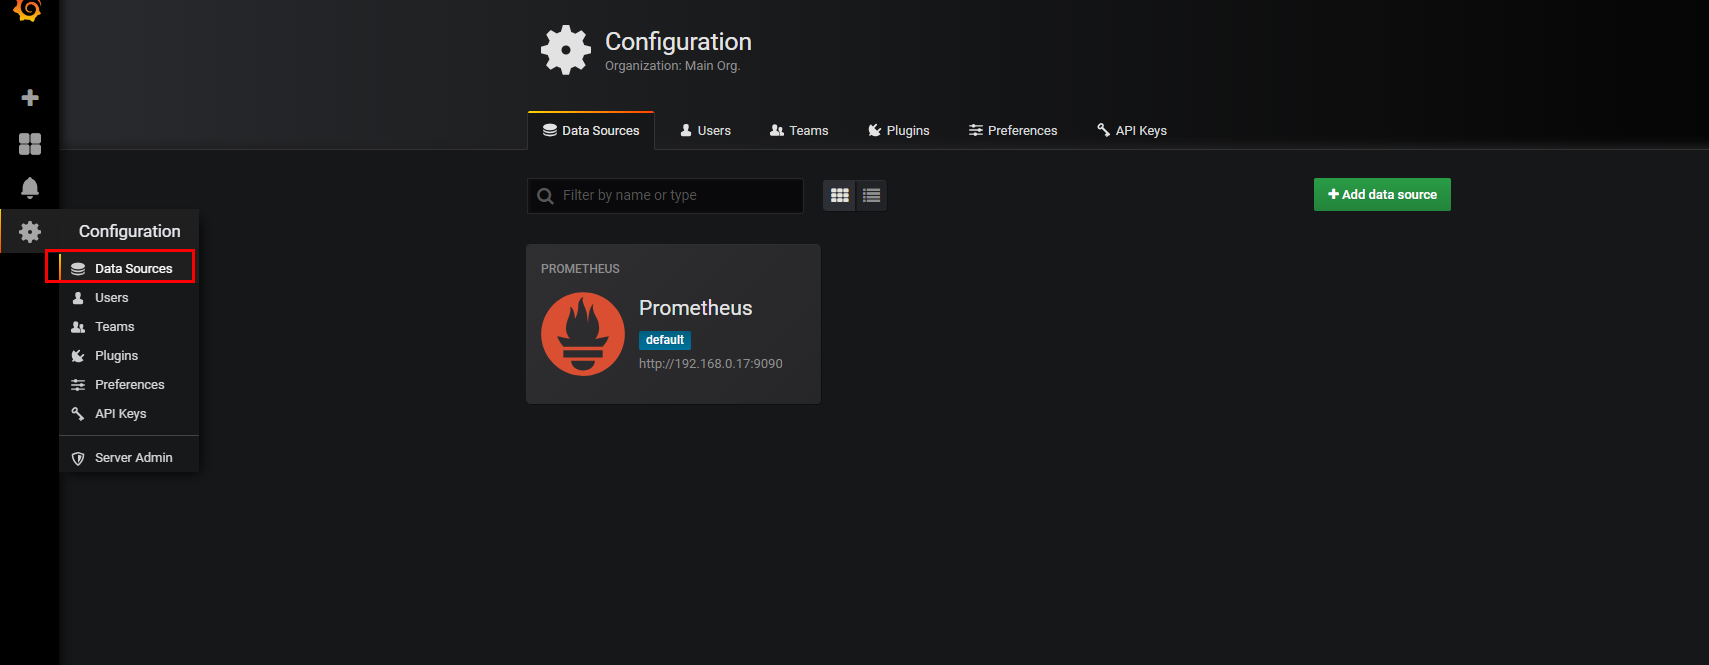 Configuration
Organization: Main Org.
Data Sources
Users
Teams
Plugins
Preferences
API Keys
Filter by name or type
Add data source
Configuration
Data Sources
Users
Teams
Plugins
Preferences
API Keys
Server Admin
PROMETHEUS
Prometheus
default
http://192.168.0.17:9090